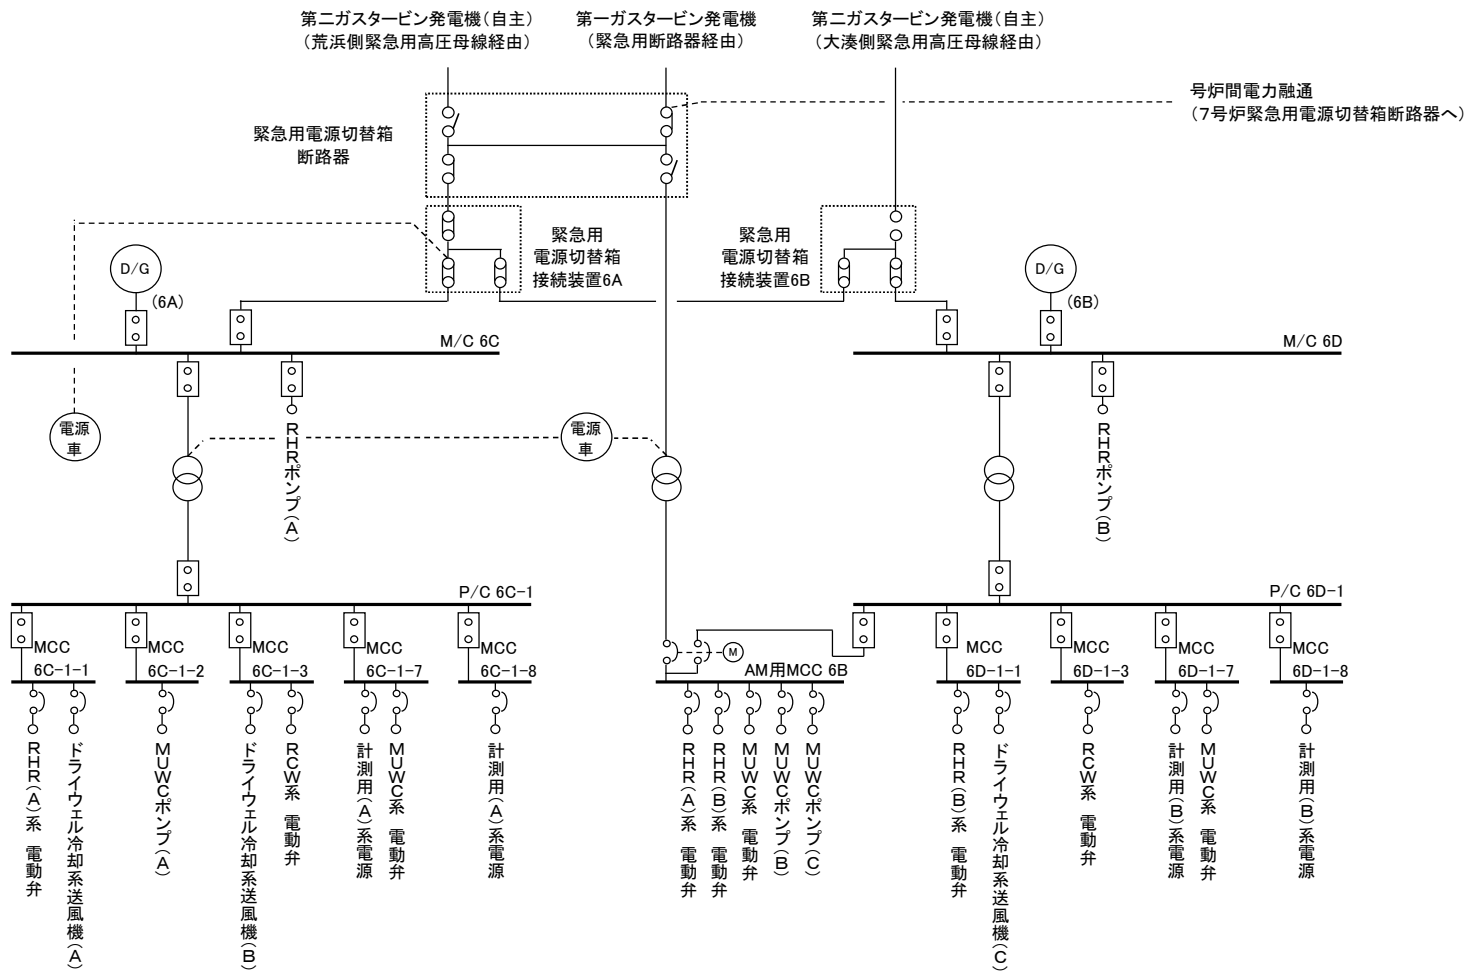 第二ガスタービン発電機(自主)
(荒浜側緊急用高圧母線経由)
第一ガスタービン発電機
(緊急用断路器経由)
第二ガスタービン発電機(自主)
(大湊側緊急用高圧母線経由)
号炉間電力融通
(7号炉緊急用電源切替箱断路器へ)
緊急用電源切替箱
断路器
緊急用
電源切替箱
接続装置6A
緊急用
電源切替箱
接続装置6B
D/G
(6A)
D/G
(6B)
M/C 6C
M/C 6D
電源
車
電源
車
RHRポンプ(A)
RHRポンプ(B)
P/C 6C-1
P/C 6D-1
MCC
6C-1-1
MCC
6C-1-2
MCC
6C-1-3
MCC
6C-1-7
MCC
6C-1-8
M
AM用MCC 6B
MCC
6D-1-1
MCC
6D-1-3
MCC
6D-1-7
MCC
6D-1-8
RHR(A)系 電動弁
ドライウェル冷却系送風機(A)
MUWCポンプ(A)
ドライウェル冷却系送風機(B)
RCW系 電動弁
計測用(A)系電源
MUWC系 電動弁
計測用(A)系電源
RHR(A)系 電動弁
RHR(B)系 電動弁
MUWC系 電動弁
MUWCポンプ(B)
MUWCポンプ(C)
RHR(B)系 電動弁
ドライウェル冷却系送風機(C)
RCW系 電動弁
計測用(B)系電源
MUWC系 電動弁
計測用(B)系電源